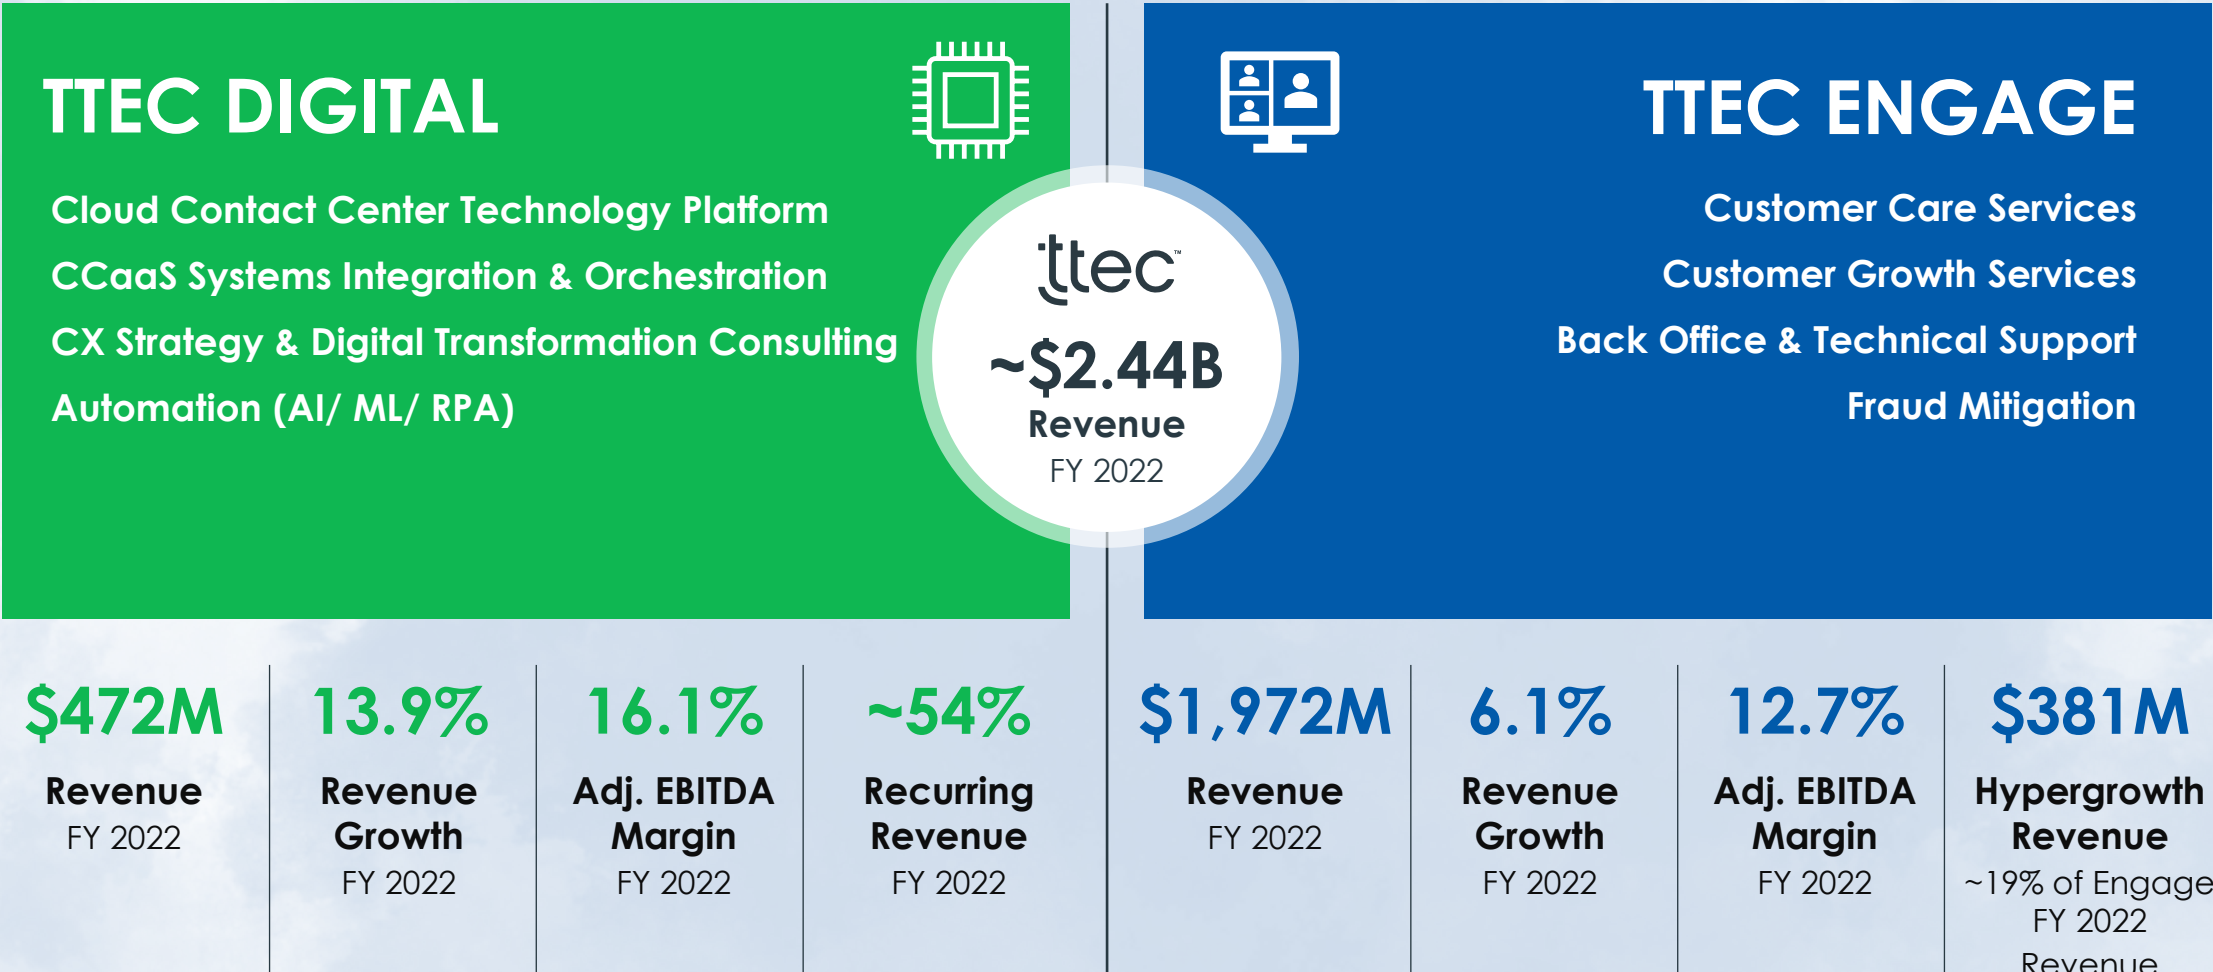 TTEC DIGITAL
Cloud Contact Center Technology Platform
CCaaS Systems Integration & Orchestration
CX Strategy & Digital Transformation Consulting
Automation (AI/ ML/ RPA)
ttec™
~$2.44B
Revenue
FY 2022
TTEC ENGAGE
Customer Care Services
Customer Growth Services
Back Office & Technical Support
Fraud Mitigation
$472M
Revenue
FY 2022
13.9%
Revenue
Growth
FY 2022
16.1%
Adj. EBITDA
Margin
FY 2022
~54%
Recurring
Revenue
FY 2022
$1,972M
Revenue
FY 2022
6.1%
Revenue
Growth
FY 2022
12.7%
Adj. EBITDA
Margin
FY 2022
$381M
Hypergrowth
Revenue
~19% of Engage
FY 2022
Revenue